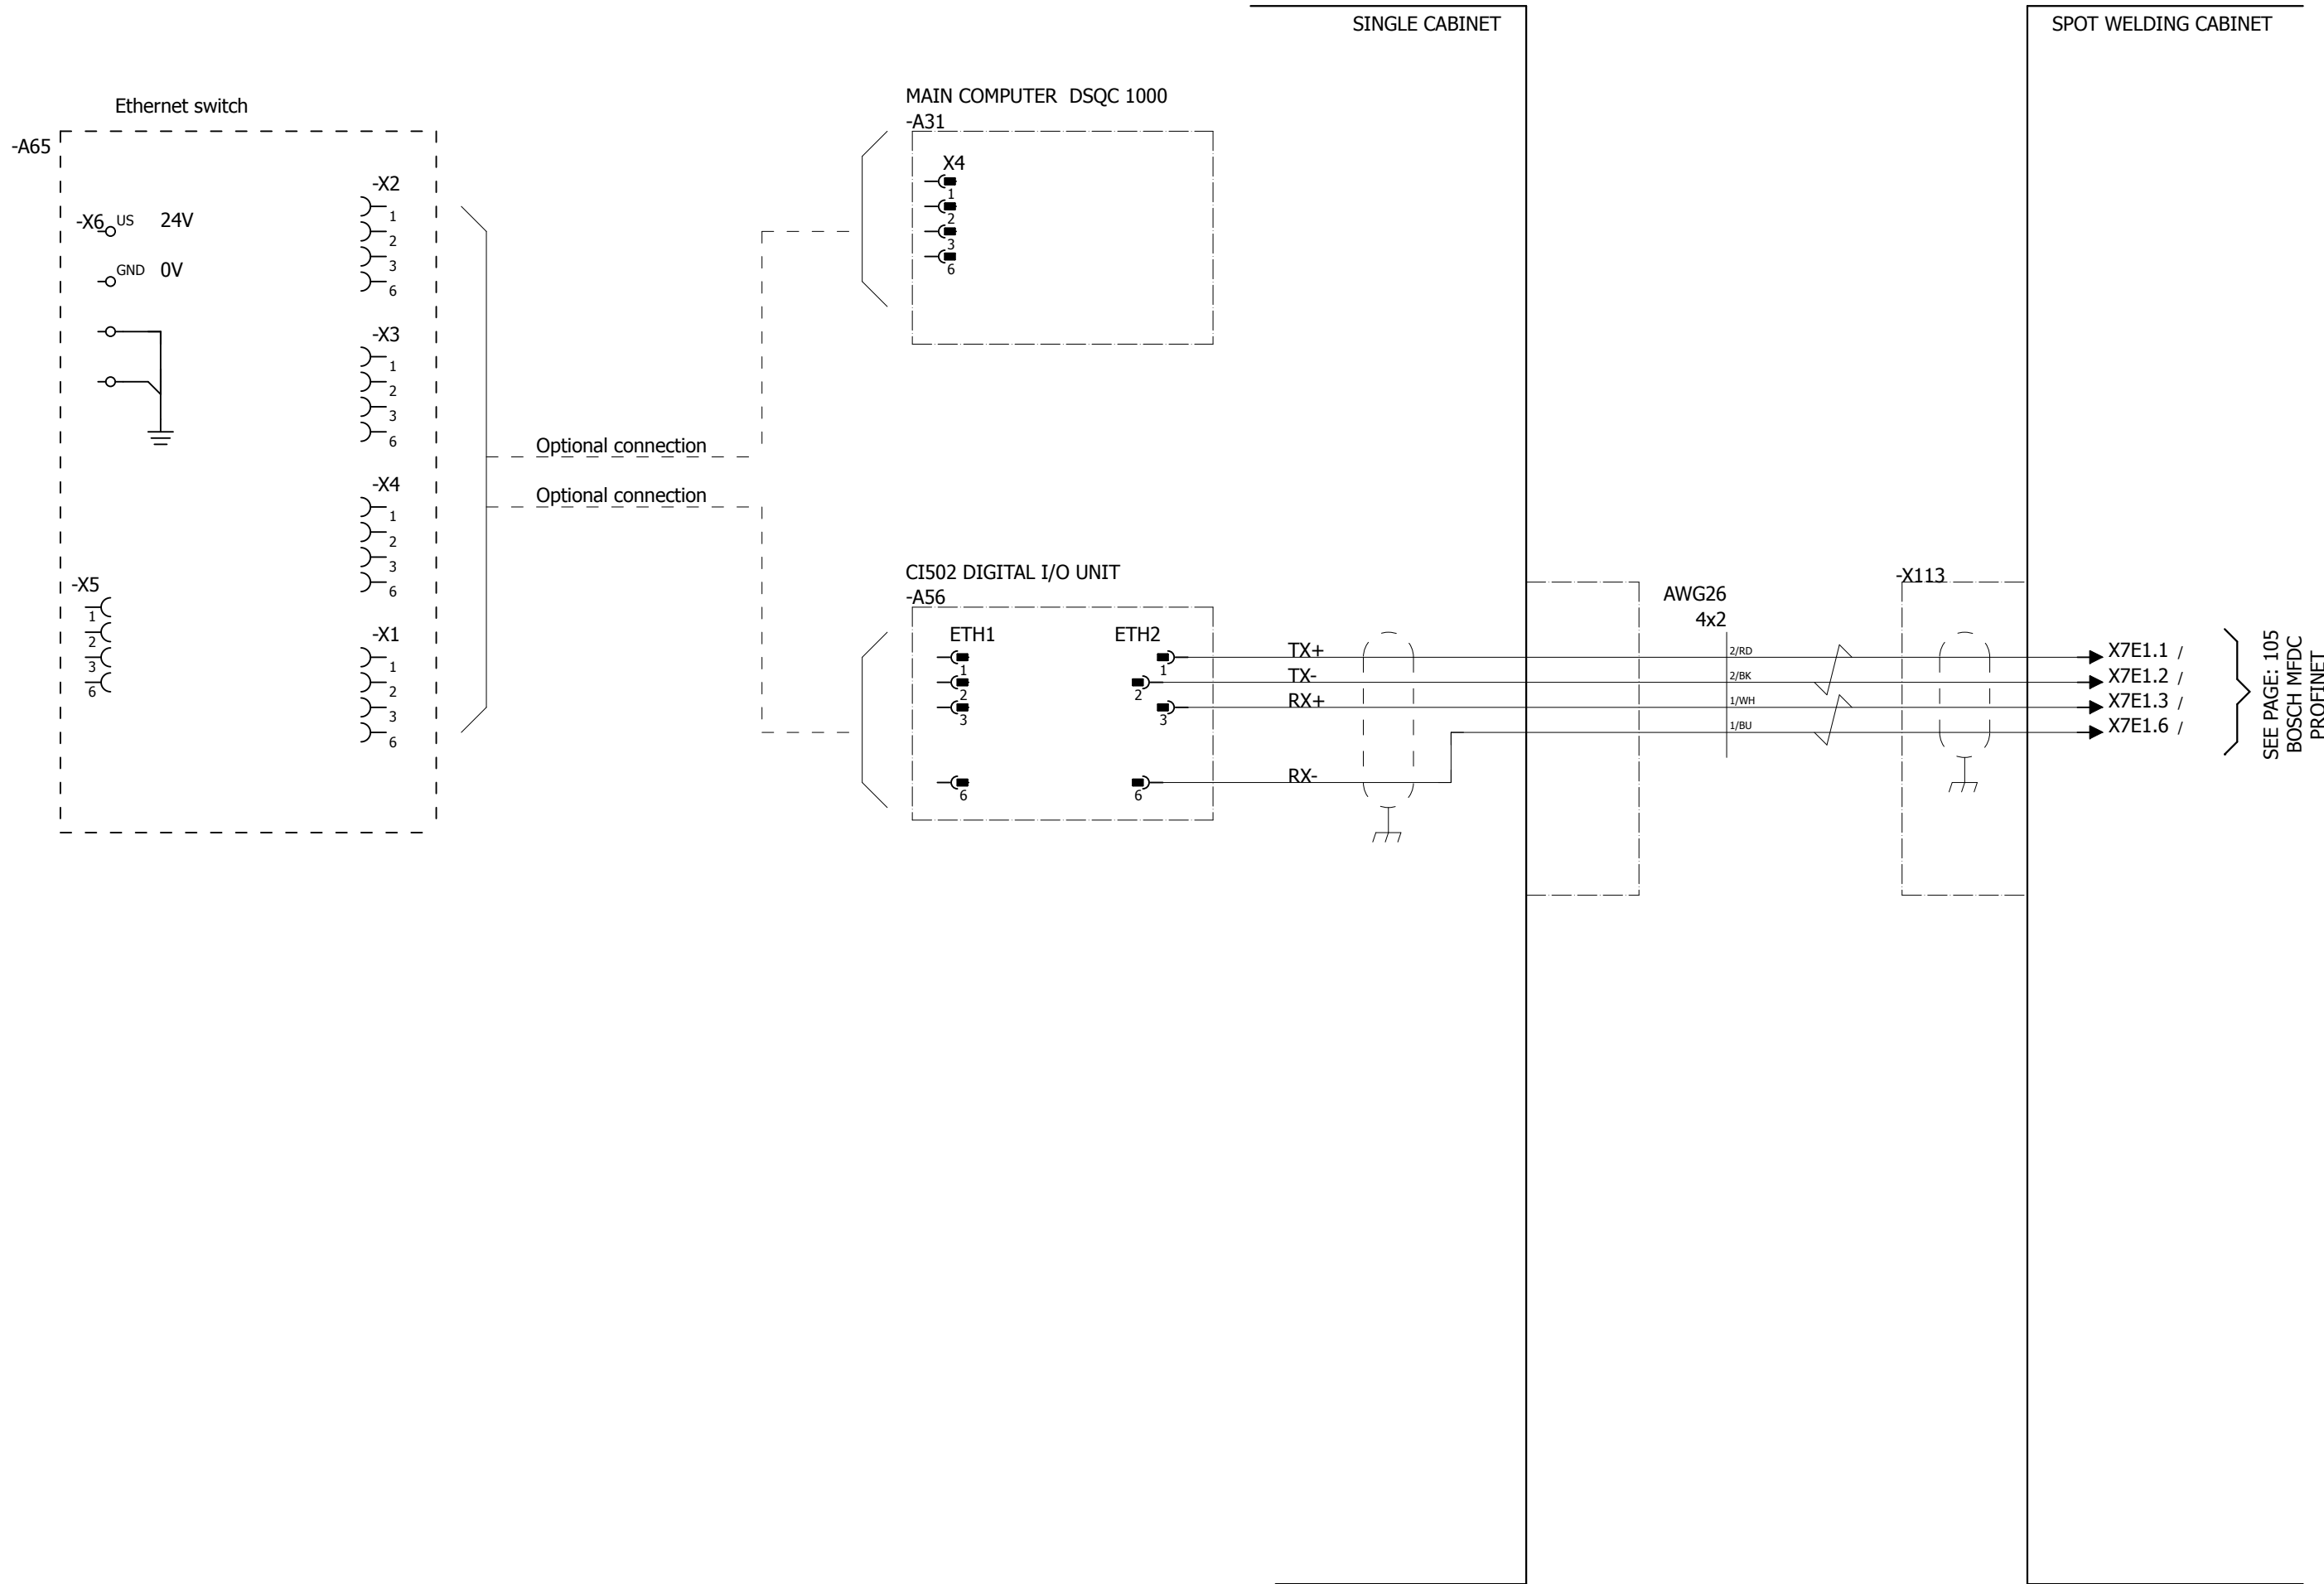 SINGLE CABINET
SPOT WELDING CABINET
Ethernet switch
-A65
-X6 US 24V
GND 0V
-X2
1
2
3
6
-X3
1
2
3
6
-X4
1
2
3
6
-X5
1
2
3
6
-X1
1
2
3
6
Optional connection
Optional connection
MAIN COMPUTER DSQC 1000
-A31
X4
1
2
3
6
CI502 DIGITAL I/O UNIT
-A56
ETH1
1
2
3
6
ETH2
1
2
3
6
TX+
TX-
RX+
RX-
AWG26
4x2
2/RD
2/BK
1/WH
1/BU
-X113
X7E1.1 /
X7E1.2 /
X7E1.3 /
X7E1.6 /
SEE PAGE: 105
BOSCH MFDC
PROFINET